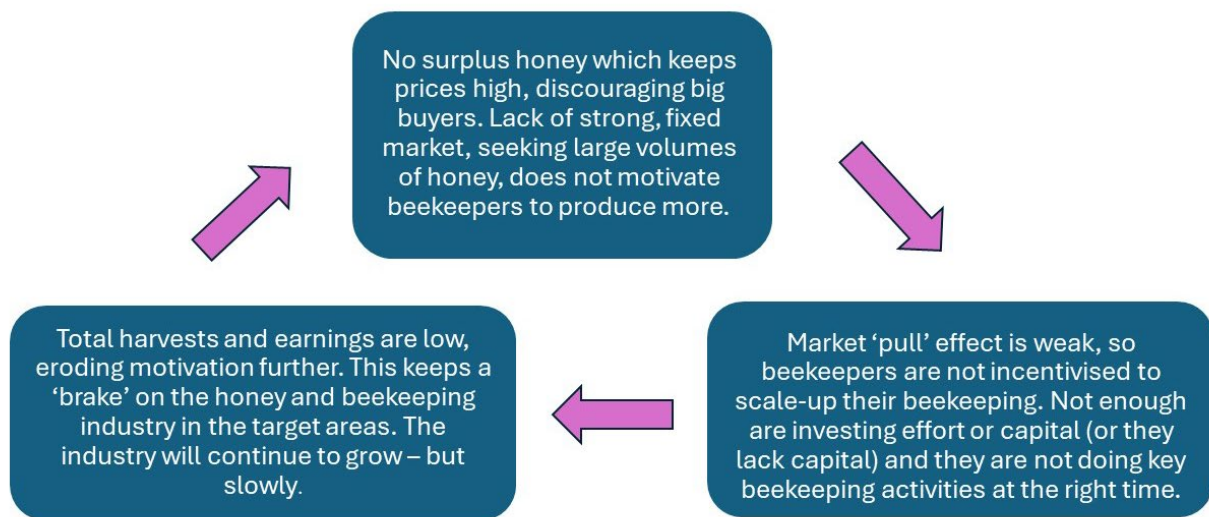 No surplus honey which keeps
prices high, discouraging big
buyers. Lack of strong, fixed
market, seeking large volumes
of honey, does not motivate
beekeepers to produce more.
Total harvests and earnings are low,
eroding motivation further. This keeps a
‘brake’ on the honey and beekeeping
industry in the target areas. The
industry will continue to grow – but
slowly.
Market ‘pull’ effect is weak, so
beekeepers are not incentivised to
scale-up their beekeeping. Not enough
are investing effort or capital (or they
lack capital) and they are not doing key
beekeeping activities at the right time.